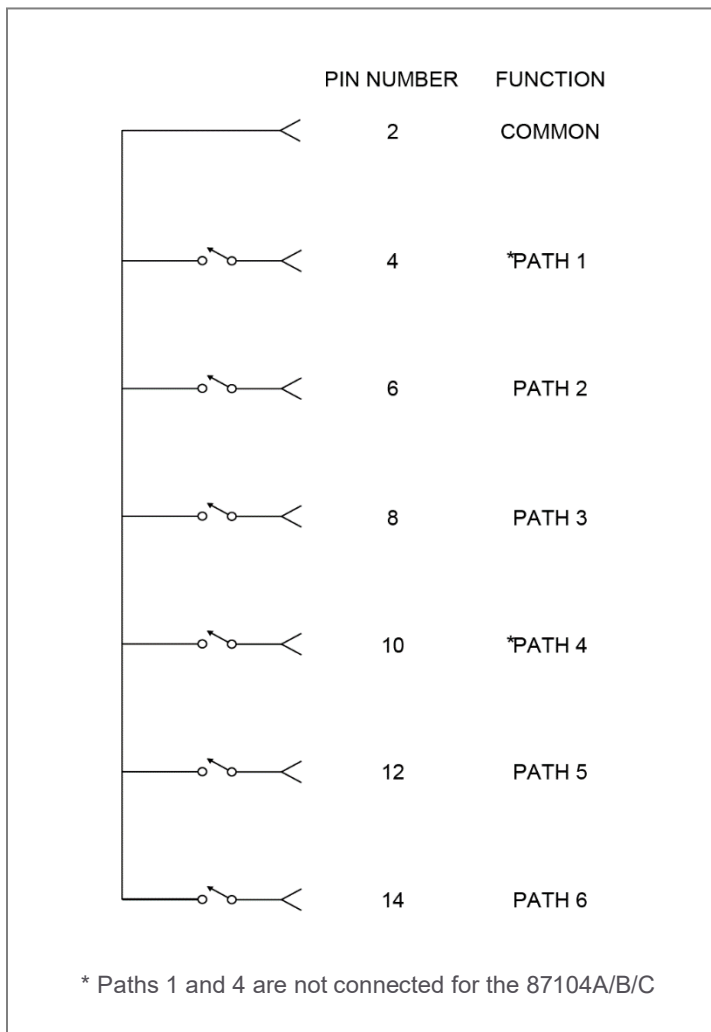 PIN NUMBER FUNCTION
2 COMMON
4 *PATH 1
6 PATH 2
8 PATH 3
10 *PATH 4
12 PATH 5
14 PATH 6
* Paths 1 and 4 are not connected for the 87104A/B/C